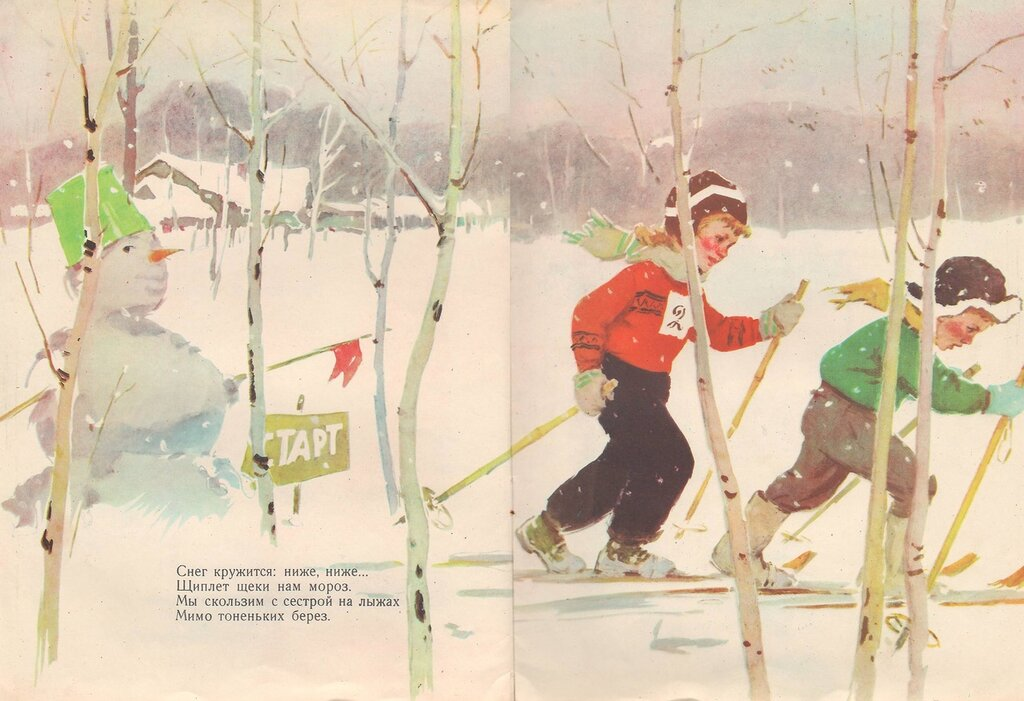 СТАРТ
Снег кружится: ниже, ниже...
Щиплет щеки нам мороз.
Мы скользим с сестрой на лыжах
Мимо тоненьких берез.